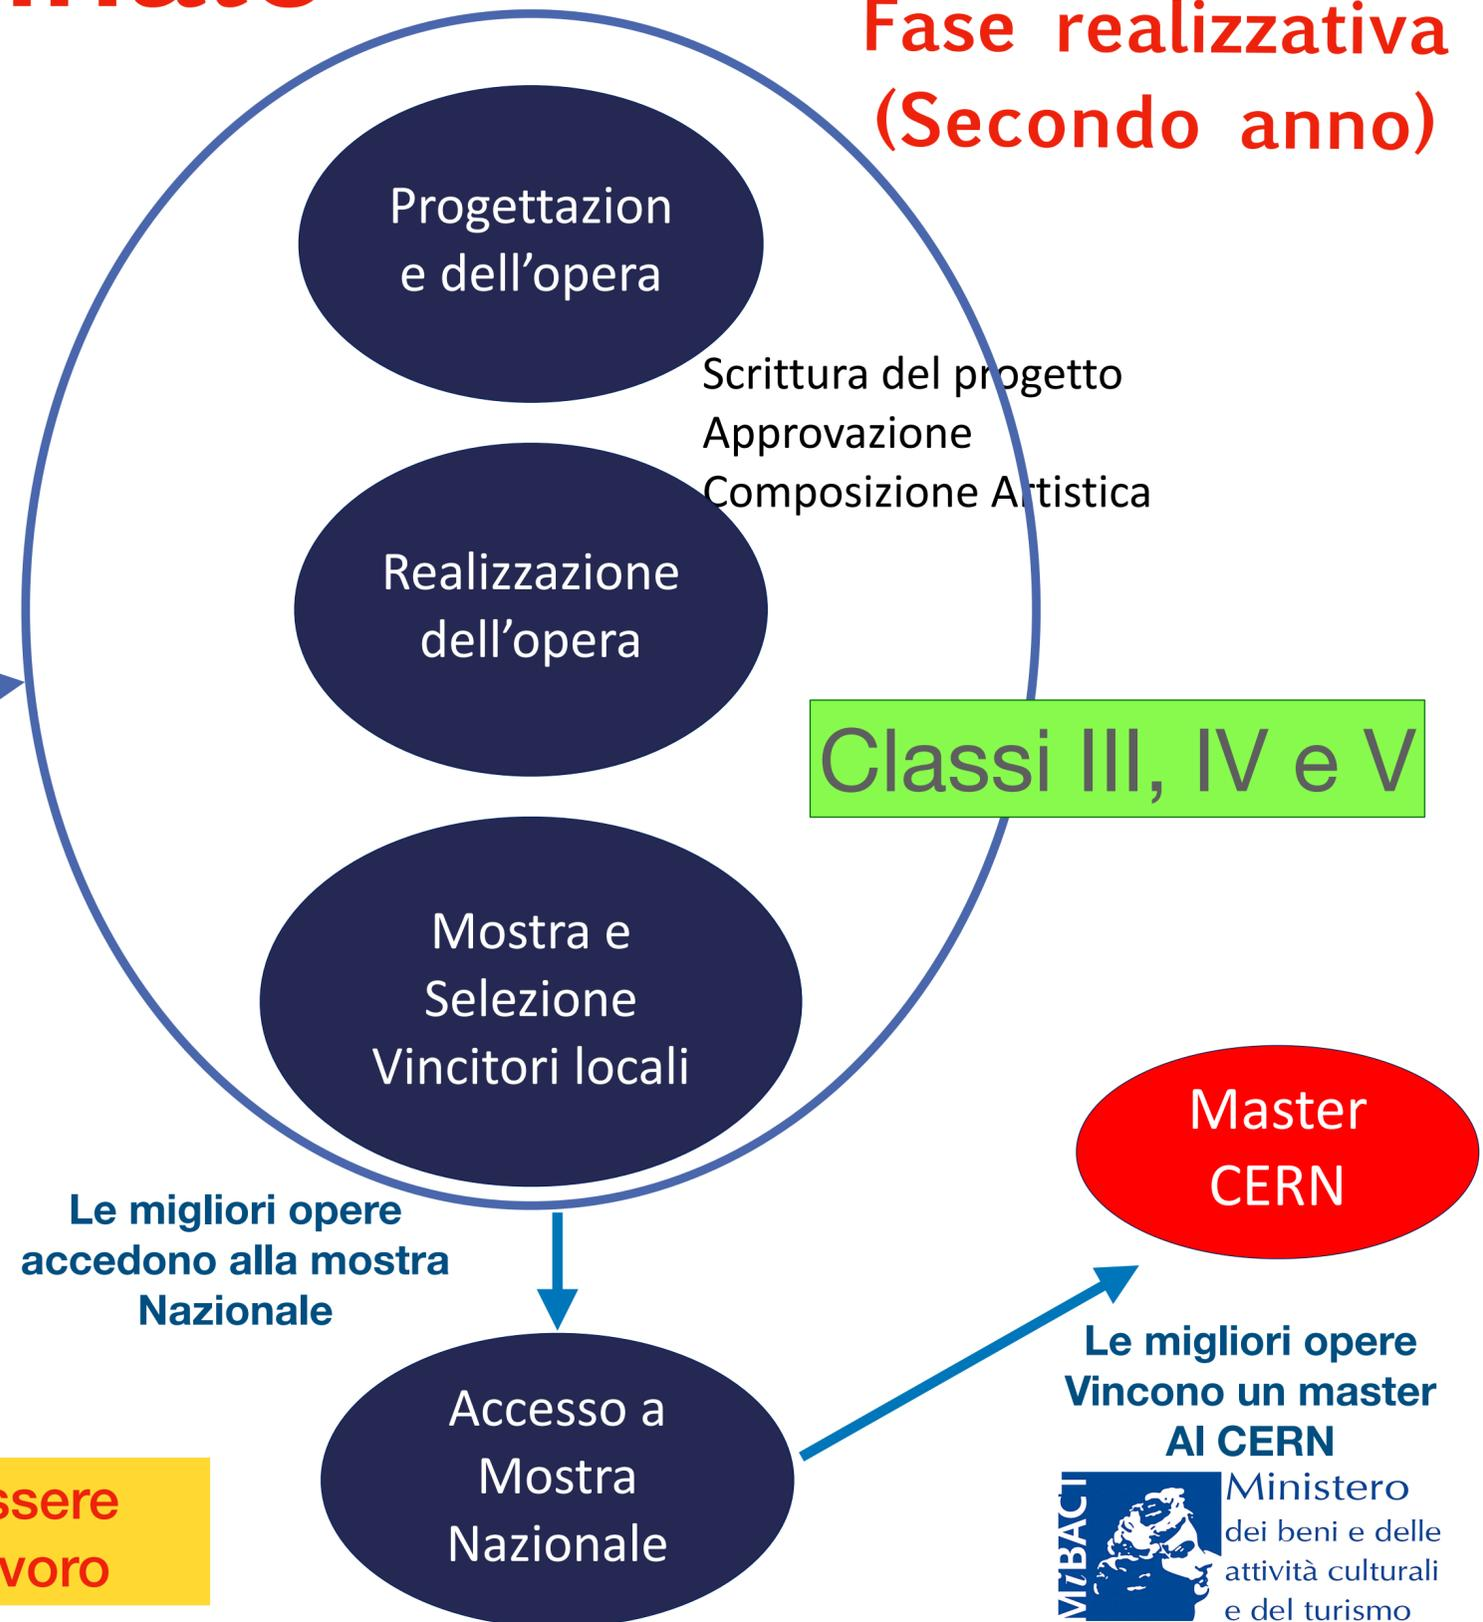 Fase realizzativa
(Secondo anno)
Progettazion
e dell’opera
Scrittura del progetto
Approvazione
Composizione Artistica
Realizzazione
dell’opera
Classi III, IV e V
Mostra e
Selezione
Vincitori locali
Master
CERN
Le migliori opere
accedono alla mostra
Nazionale
Le migliori opere
Vincono un master
Al CERN
Accesso a
Mostra
Nazionale
MiBACT
Ministero
dei beni e delle
attività culturali
e del turismo